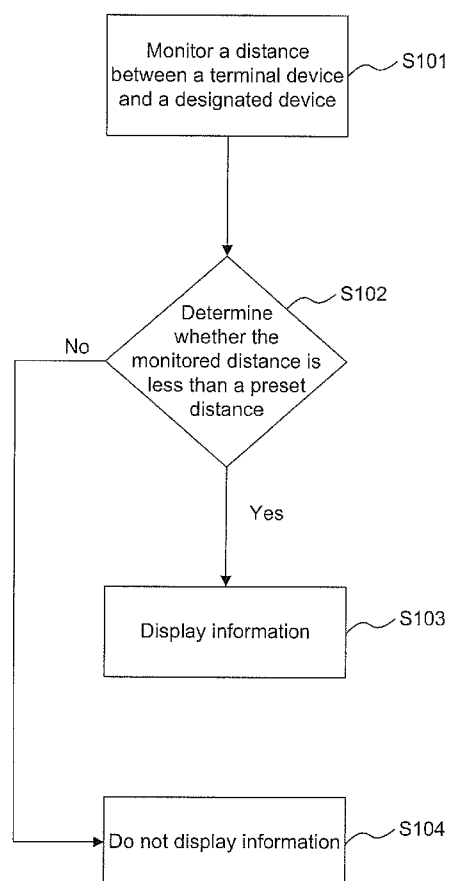 Monitor a distance
between a terminal device
and a designated device
S101
S102
Determine
whether the
monitored distance is
less than a preset
distance
No
Yes
Display information
S103
Do not display information
S104